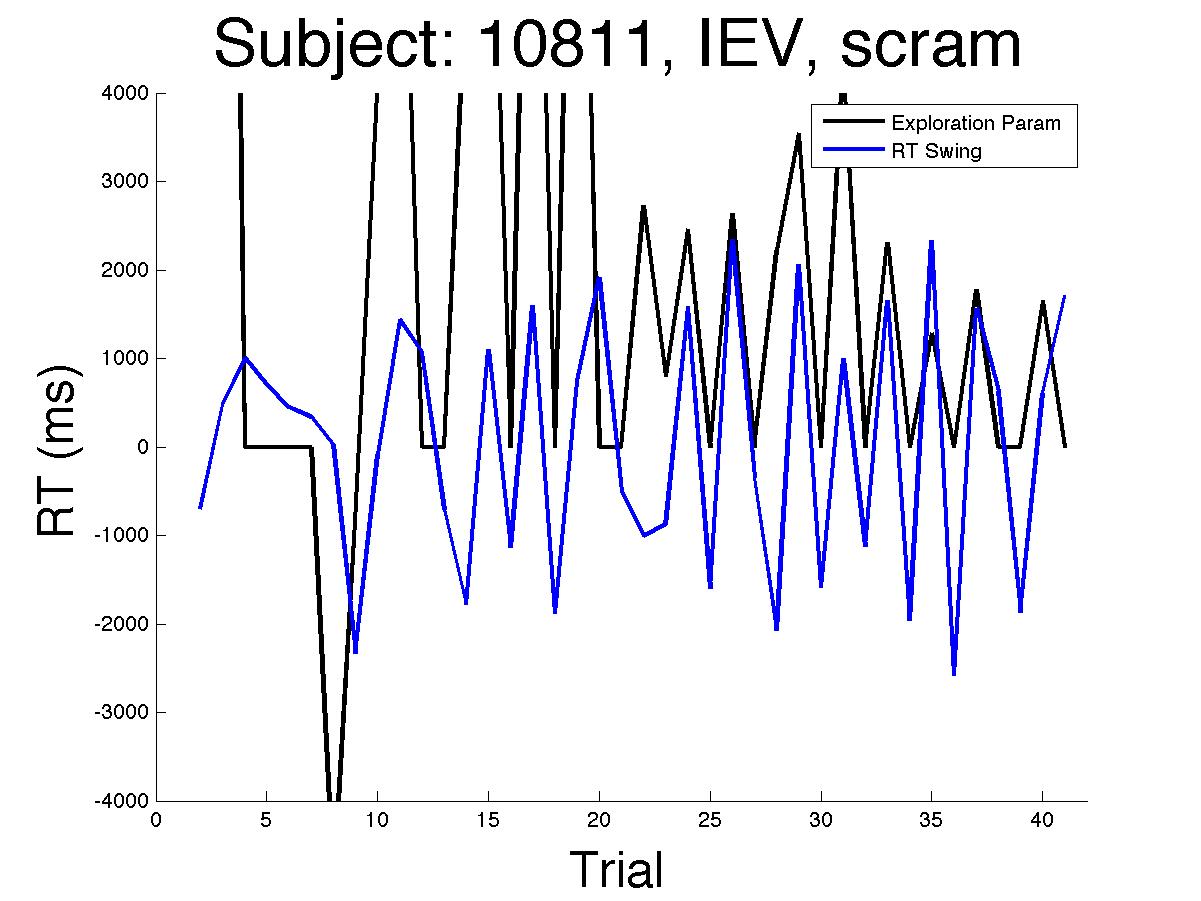 Subject: 10811, IEV, scram
Exploration Param
RT Swing
4000
3000
2000
1000
0
-1000
-2000
-3000
-4000
RT (ms)
0 5 10 15 20 25 30 35 40
Trial